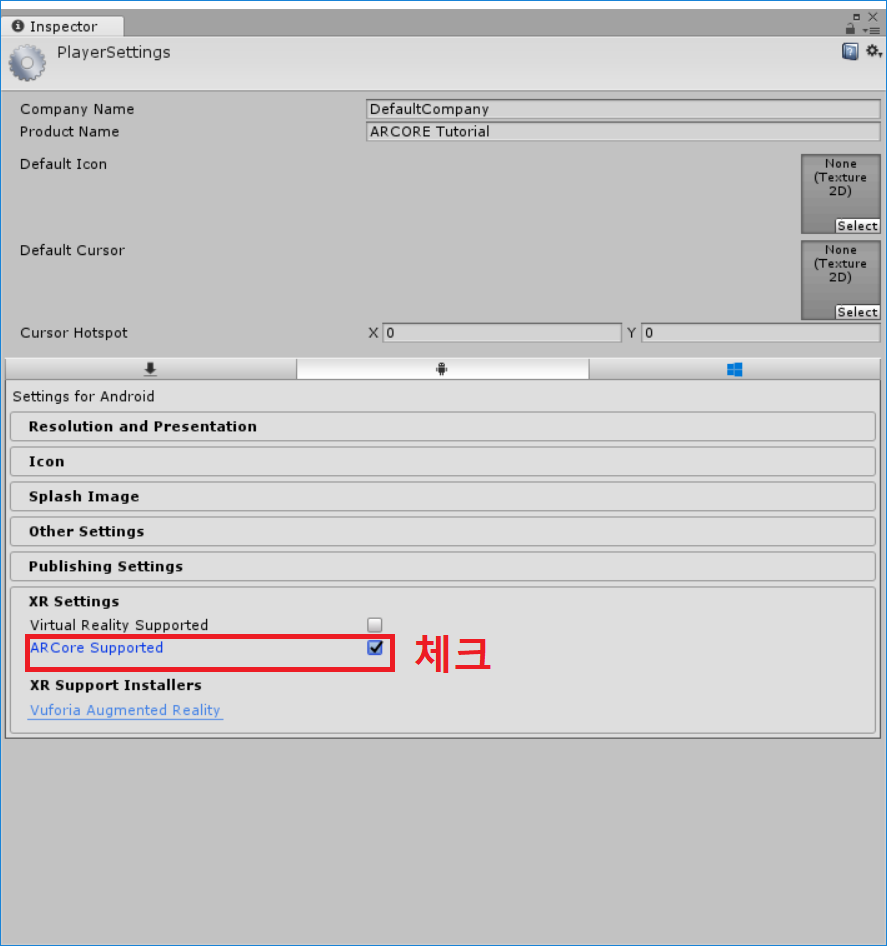 Inspector
PlayerSettings
Company Name DefaultCompany
Product Name ARCORE Tutorial
Default Icon None
(Texture
2D)
Select
Default Cursor None
(Texture
2D)
Select
Cursor Hotspot X 0 Y 0
Settings for Android
Resolution and Presentation
Icon
Splash Image
Other Settings
Publishing Settings
XR Settings
Virtual Reality Supported
ARCore Supported 체크
XR Support Installers
Vuforia Augmented Reality